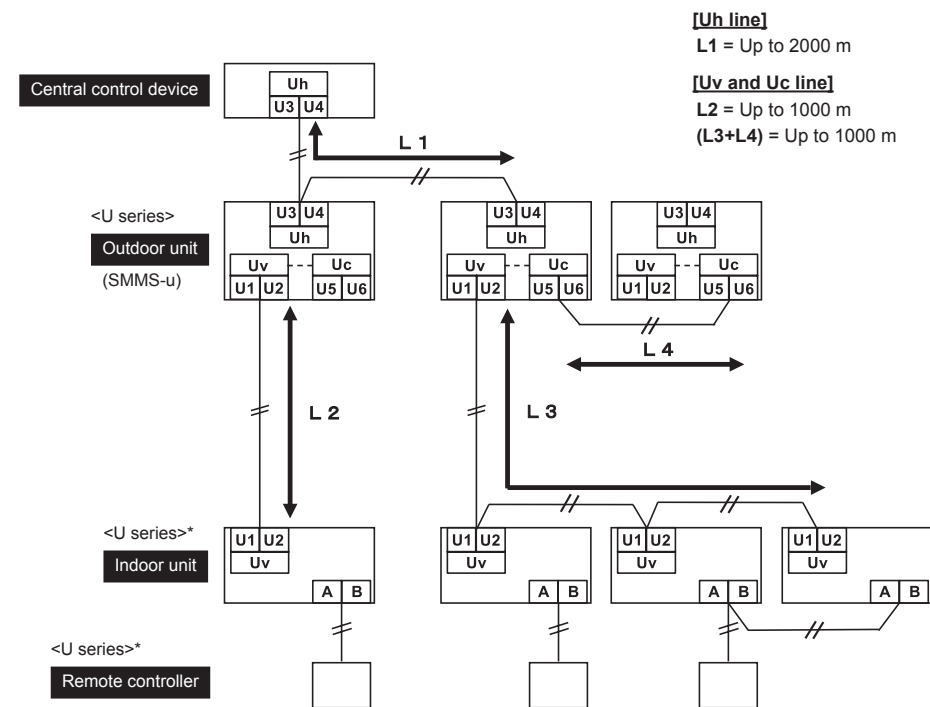 [Uh line]
L1 = Up to 2000 m
[Uv and Uc line]
L2 = Up to 1000 m
(L3+L4) = Up to 1000 m
Central control device
Uh
U3 U4
L 1
<U series>
Outdoor unit
(SMMS-u)
U3 U4
Uh
Uv Uc
U1 U2 U5 U6
U3 U4
Uh
Uv Uc
U1 U2 U5 U6
U3 U4
Uh
Uv Uc
U1 U2 U5 U6
L 4
L 2
L 3
<U series>*
Indoor unit
U1 U2
Uv
A B
U1 U2
Uv
A B
U1 U2
Uv
A B
U1 U2
Uv
A B
<U series>*
Remote controller